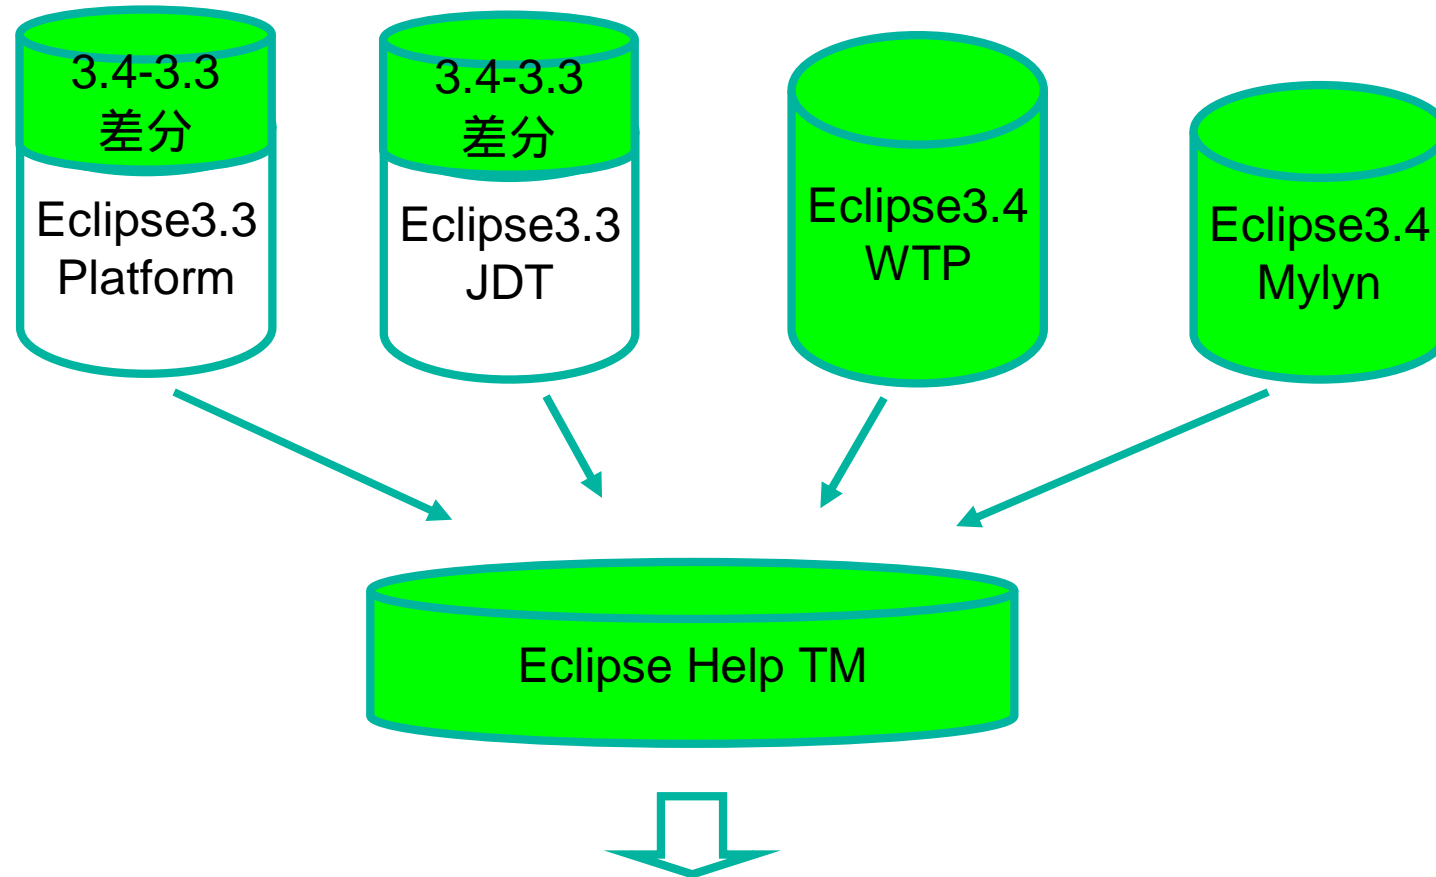 3.4-3.3
差分
Eclipse3.3
Platform
3.4-3.3
差分
Eclipse3.3
JDT
Eclipse3.4
WTP
Eclipse3.4
Mylyn
Eclipse Help TM